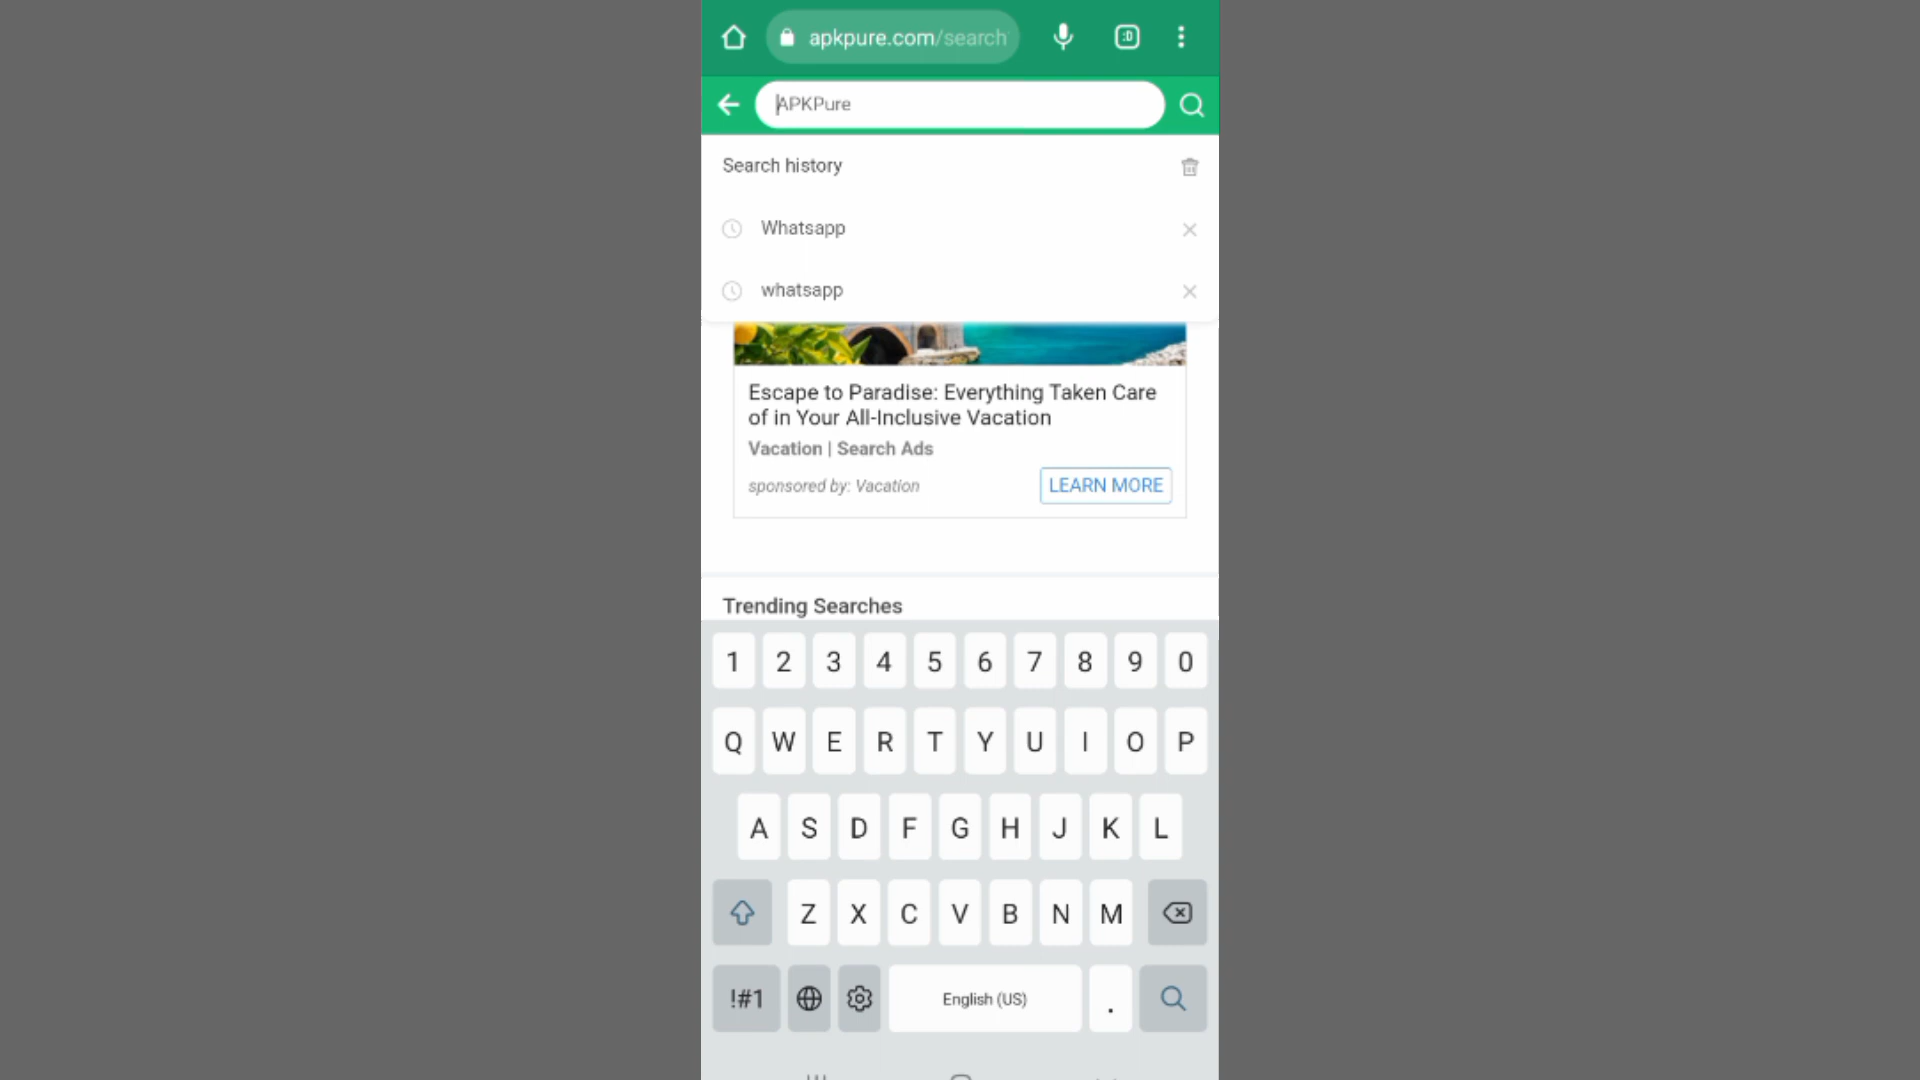 apkpure.com/search
:D
APKPure
Search history
Whatsapp
whatsapp
Escape to Paradise: Everything Taken Care
of in Your All-Inclusive Vacation
Vacation | Search Ads
sponsored by: Vacation
LEARN MORE
Trending Searches
1 2 3 4 5 6 7 8 9 0
Q W E R T Y U I O P
A S D F G H J K L
Z X C V B N M
!#1 English (US) .